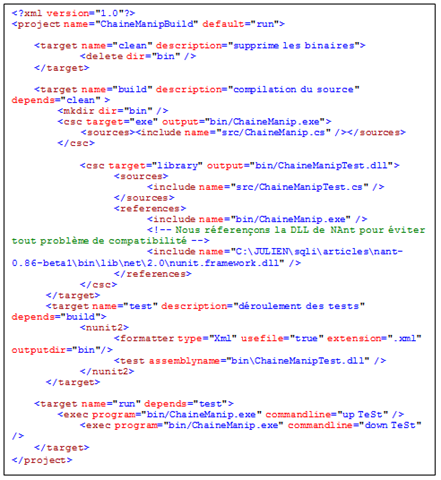 <?xml version="1.0"?>
<project name="ChaineManipBuild" default="run">
<target name="clean" description="supprime les binaires">
<delete dir="bin" />
</target>
<target name="build" description="compilation du source"
depends="clean" >
<mkdir dir="bin" />
<csc target="exe" output="bin/ChaineManip.exe">
<sources><include name="src/ChaineManip.cs" /></sources>
</csc>
<csc target="library" output="bin/ChaineManipTest.dll">
<sources>
<include name="src/ChaineManipTest.cs" />
</sources>
<references>
<include name="bin/ChaineManip.exe" />
<!-- Nous réferençons la DLL de NAnt pour éviter
tout problème de compatibilité -->
<include name="C:\JULIEN\sqli\articles\nant-
0.86-beta1\bin\lib\net\2.0\nunit.framework.dll" />
</references>
</csc>
</target>
<target name="test" description="déroulement des tests"
depends="build">
<nunit2>
<formatter type="Xml" usefile="true" extension=".xml"
outputdir="bin"/>
<test assemblyname="bin\ChaineManipTest.dll" />
</nunit2>
</target>
<target name="run" depends="test">
<exec program="bin/ChaineManip.exe" commandline="up TeSt" />
<exec program="bin/ChaineManip.exe" commandline="down TeSt"
/>
</target>
</project>